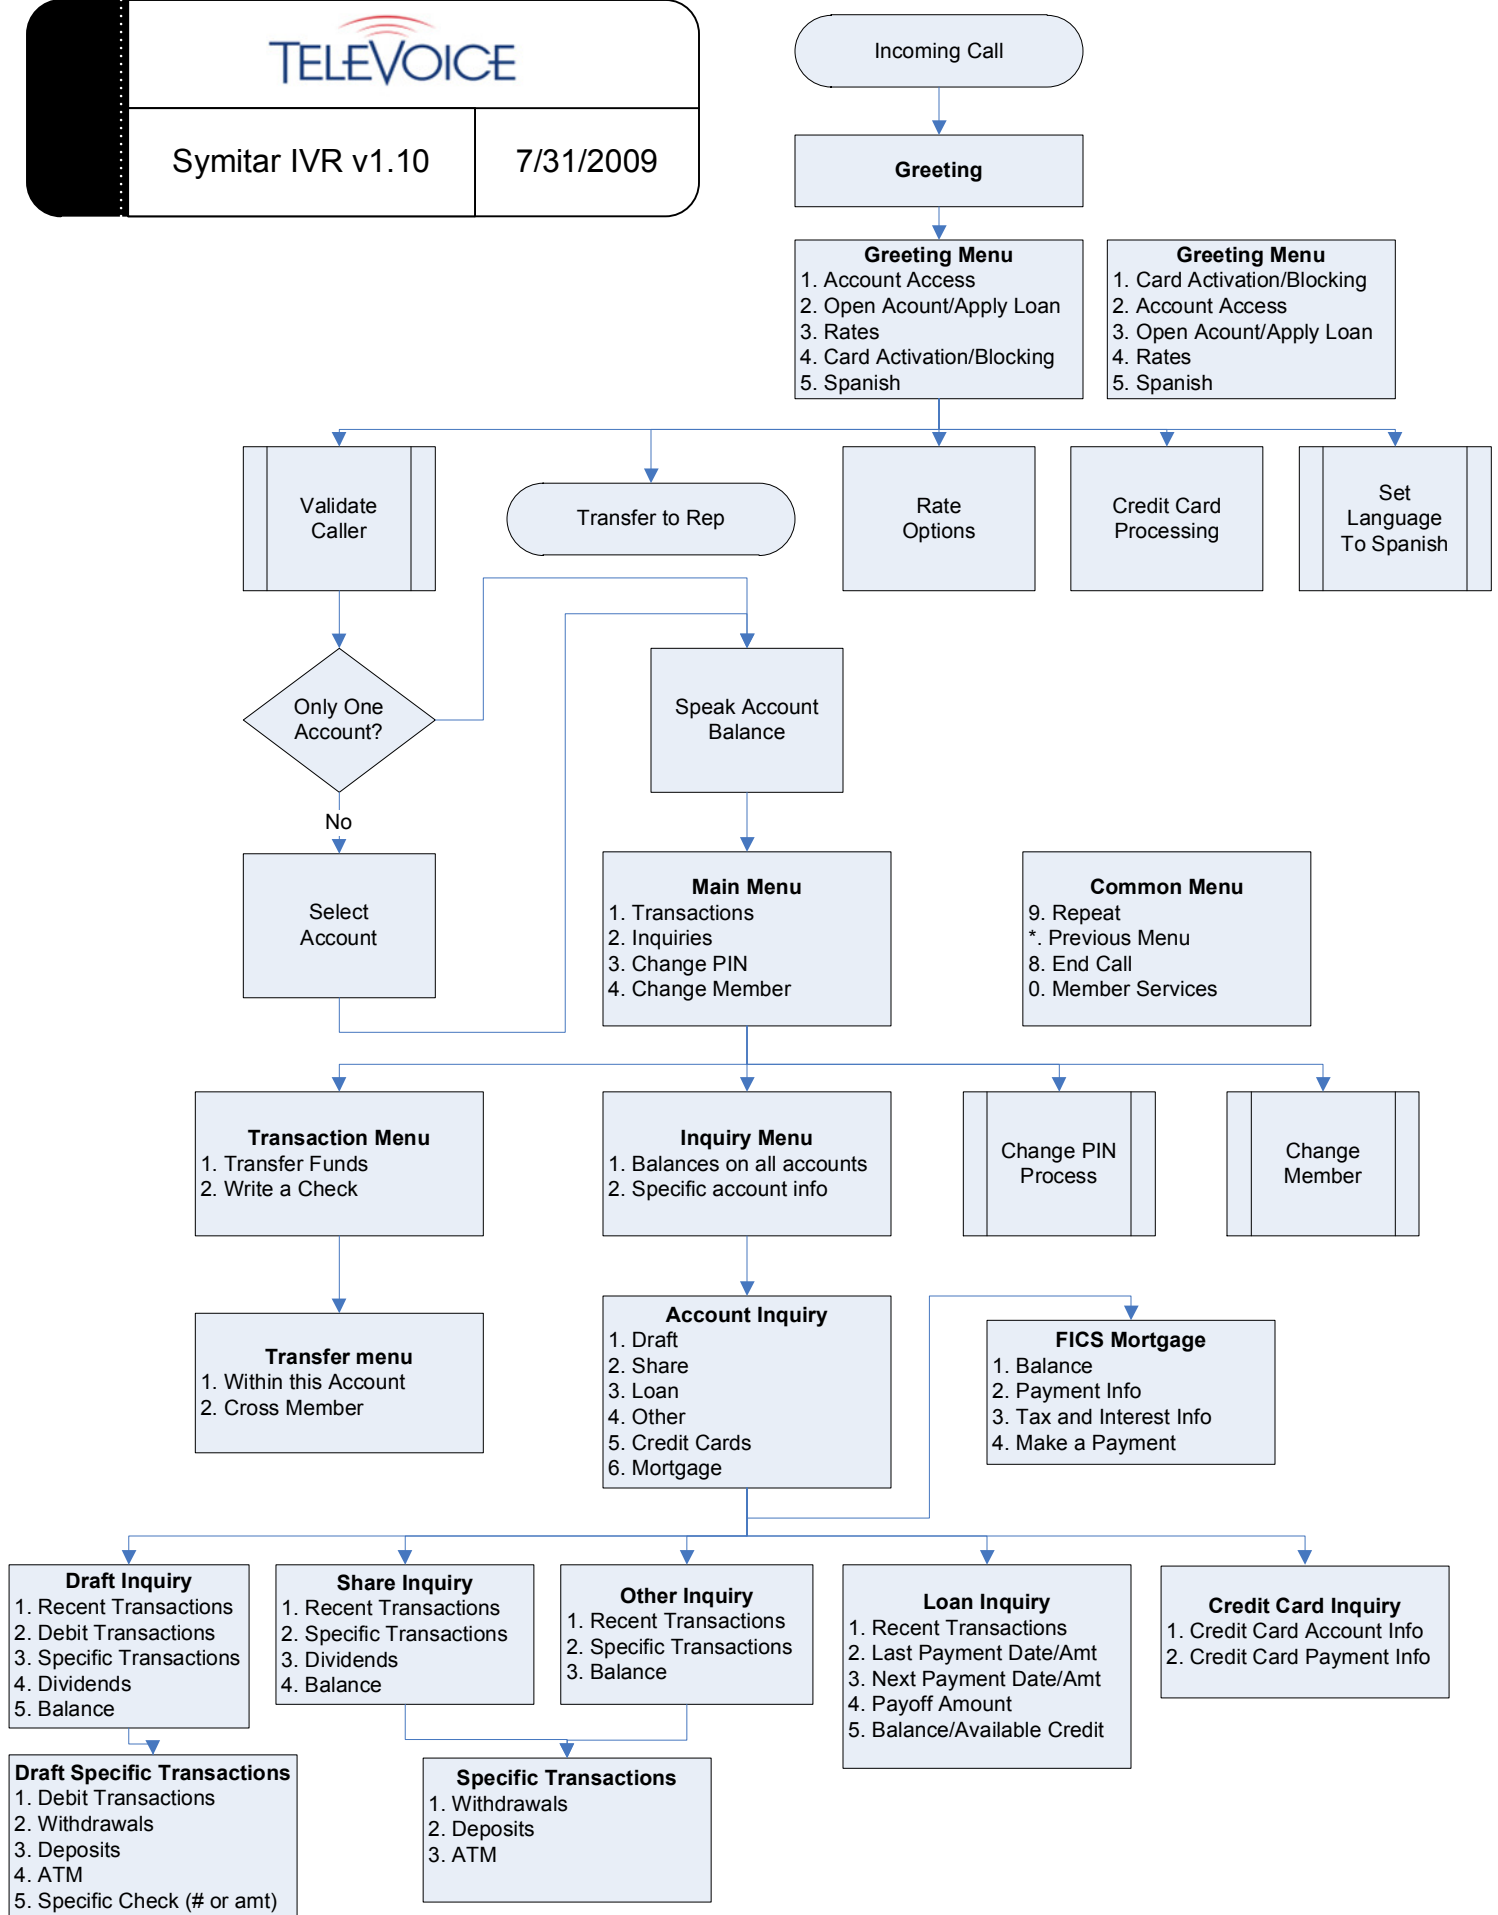 TELEVOICE
Symitar IVR v1.10
7/31/2009
Incoming Call
Greeting
Greeting Menu
1. Account Access
2. Open Acount/Apply Loan
3. Rates
4. Card Activation/Blocking
5. Spanish
Greeting Menu
1. Card Activation/Blocking
2. Account Access
3. Open Acount/Apply Loan
4. Rates
5. Spanish
Validate
Caller
Transfer to Rep
Rate
Options
Credit Card
Processing
Set
Language
To Spanish
Only One
Account?
Speak Account
Balance
No
Select
Account
Main Menu
1. Transactions
2. Inquiries
3. Change PIN
4. Change Member
Common Menu
9. Repeat
*. Previous Menu
8. End Call
0. Member Services
Transaction Menu
1. Transfer Funds
2. Write a Check
Inquiry Menu
1. Balances on all accounts
2. Specific account info
Change PIN
Process
Change
Member
Transfer menu
1. Within this Account
2. Cross Member
Account Inquiry
1. Draft
2. Share
3. Loan
4. Other
5. Credit Cards
6. Mortgage
FICS Mortgage
1. Balance
2. Payment Info
3. Tax and Interest Info
4. Make a Payment
Draft Inquiry
1. Recent Transactions
2. Debit Transactions
3. Specific Transactions
4. Dividends
5. Balance
Share Inquiry
1. Recent Transactions
2. Specific Transactions
3. Dividends
4. Balance
Other Inquiry
1. Recent Transactions
2. Specific Transactions
3. Balance
Loan Inquiry
1. Recent Transactions
2. Last Payment Date/Amt
3. Next Payment Date/Amt
4. Payoff Amount
5. Balance/Available Credit
Credit Card Inquiry
1. Credit Card Account Info
2. Credit Card Payment Info
Draft Specific Transactions
1. Debit Transactions
2. Withdrawals
3. Deposits
4. ATM
5. Specific Check (# or amt)
Specific Transactions
1. Withdrawals
2. Deposits
3. ATM